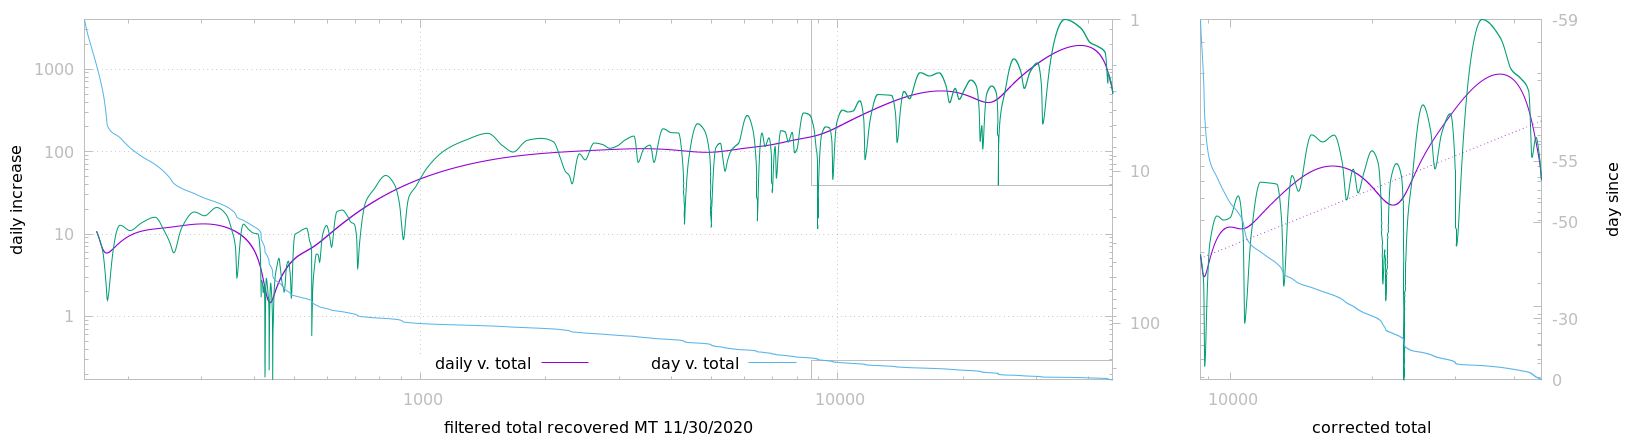 1000
100
10
1
daily increase
daily v. total
day v. total
1000
10000
filtered total recovered MT 11/30/2020
1
10
100
10000
corrected total
-59
-55
-50
-30
0
day since